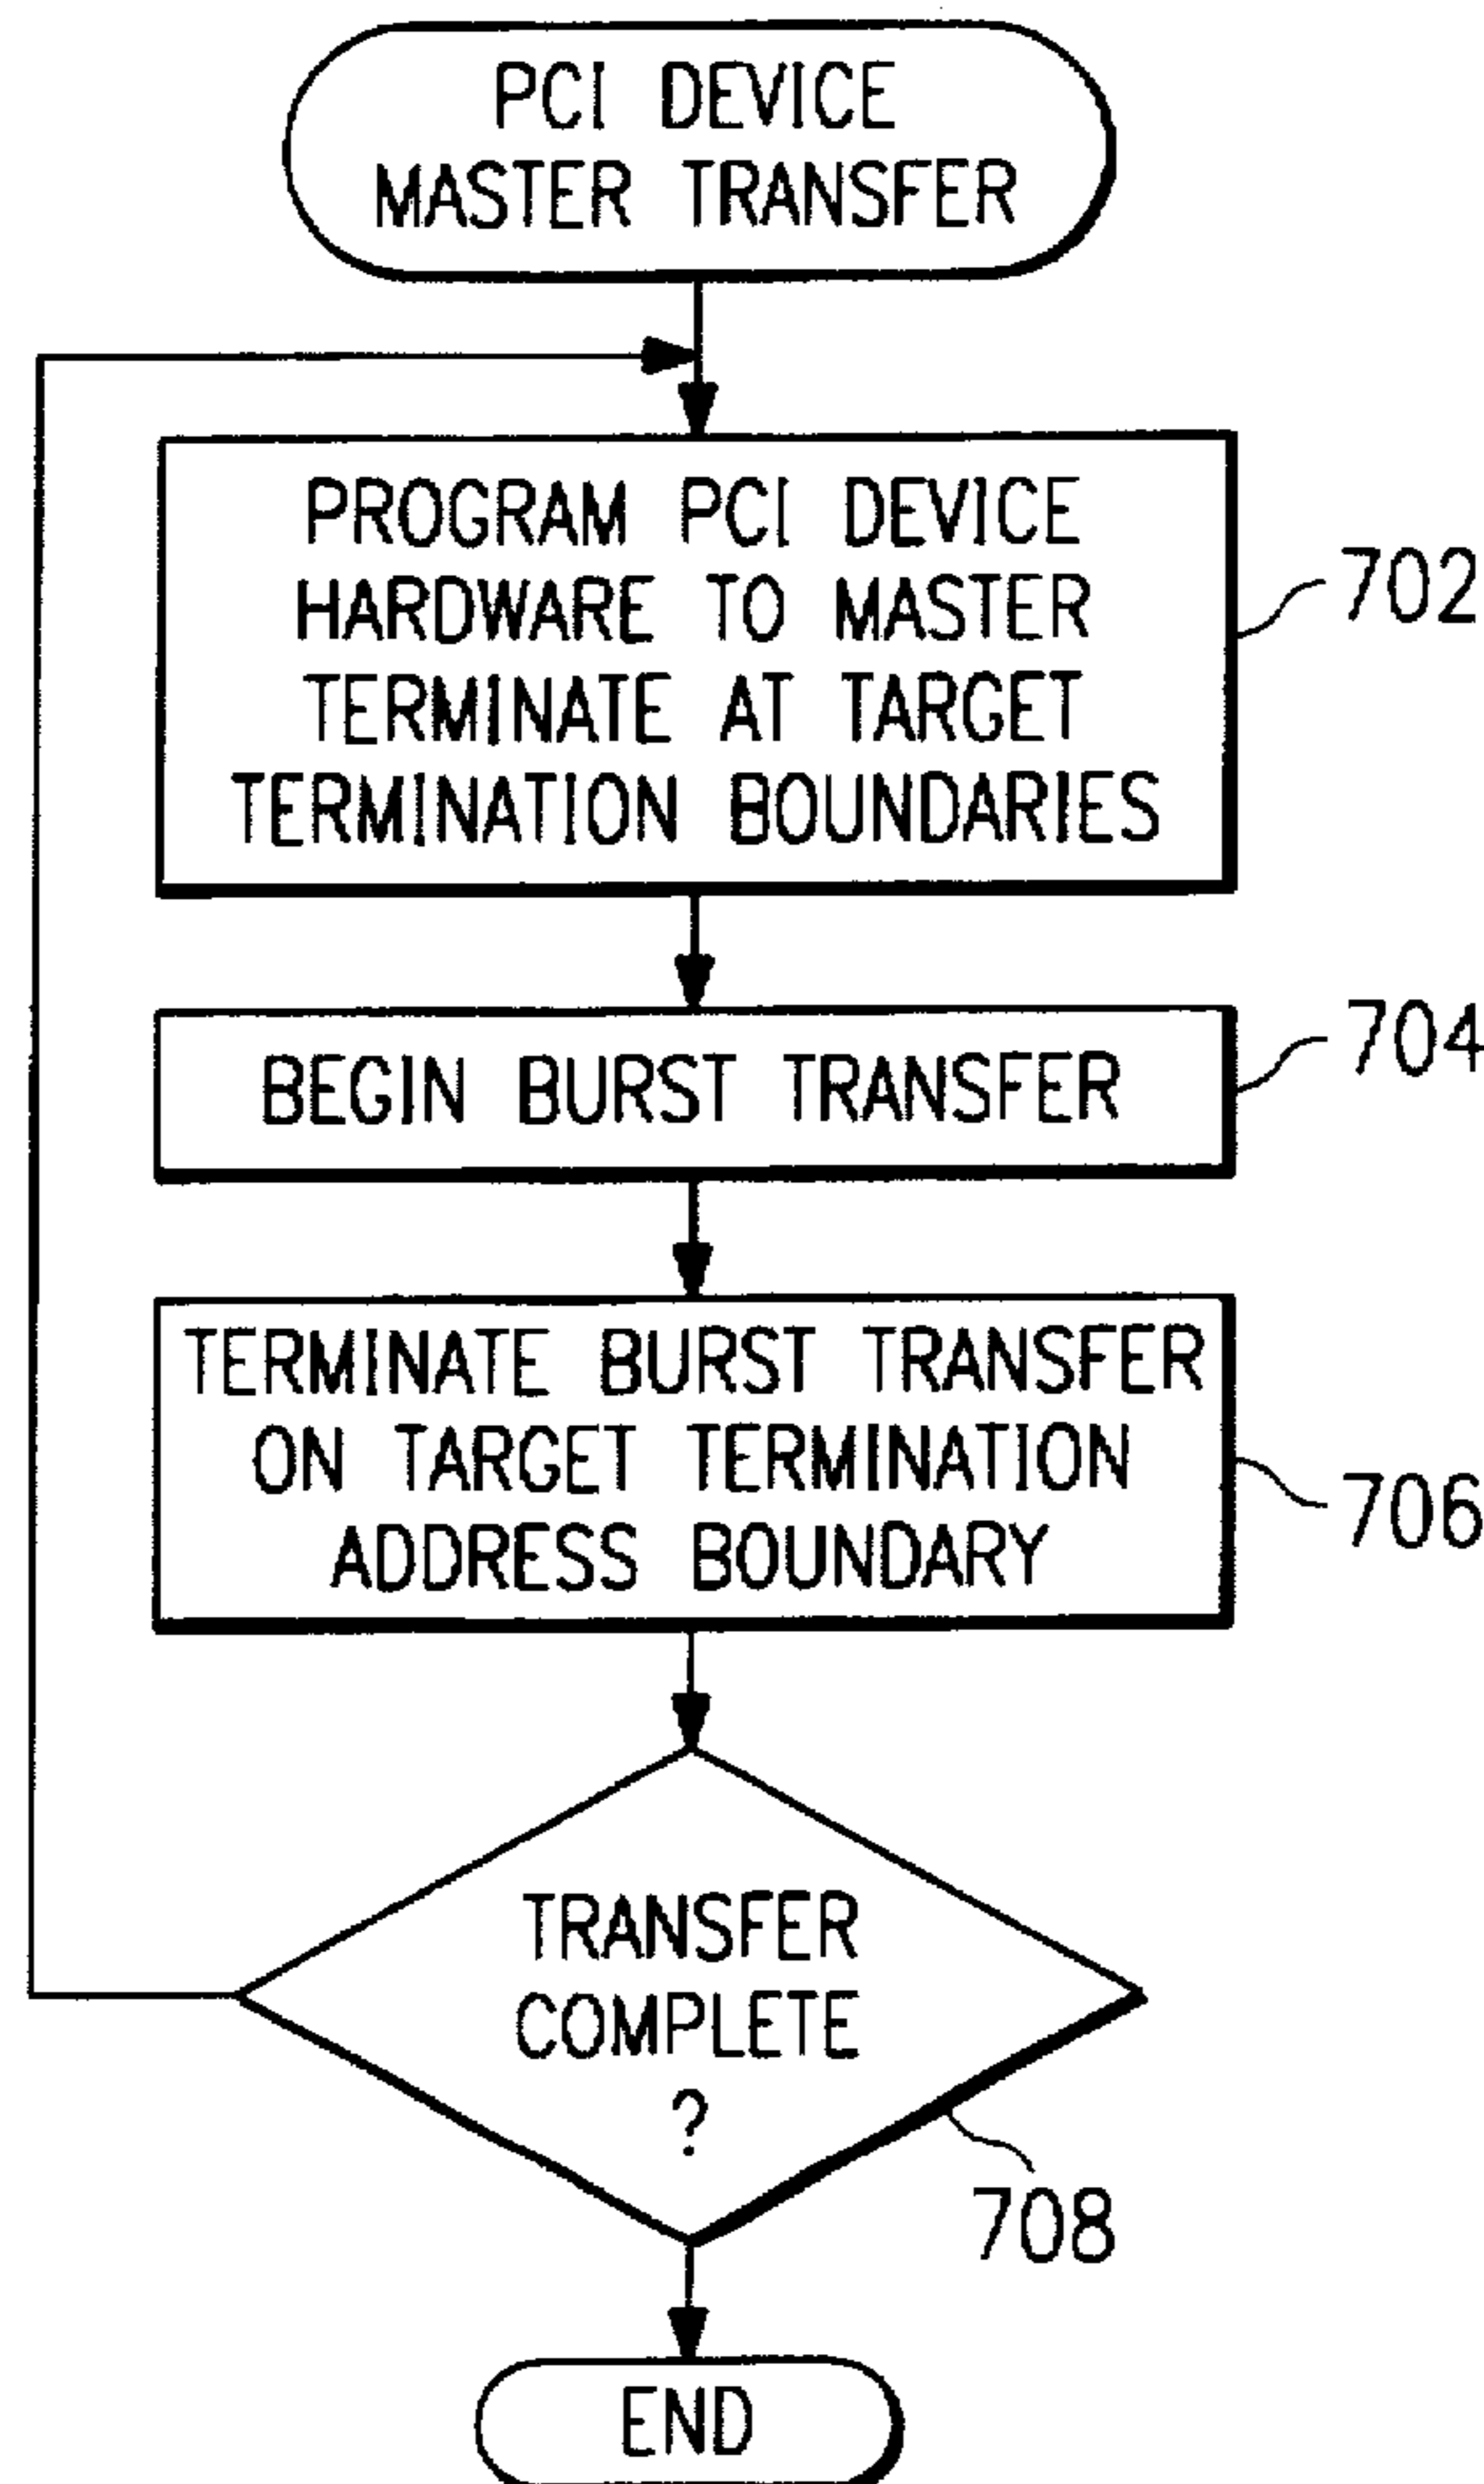 PCI DEVICE
MASTER TRANSFER
PROGRAM PCI DEVICE
HARDWARE TO MASTER
TERMINATE AT TARGET
TERMINATION BOUNDARIES
702
BEGIN BURST TRANSFER
704
TERMINATE BURST TRANSFER
ON TARGET TERMINATION
ADDRESS BOUNDARY
706
TRANSFER
COMPLETE
?
708
END